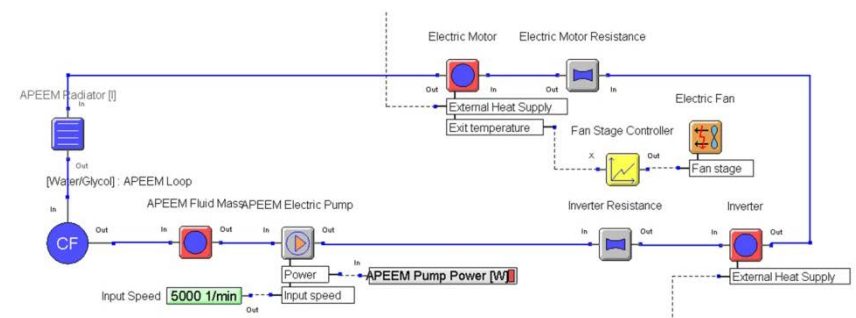 Electric Motor
Electric Motor Resistance
Out
In
Out
In
APEEM Radiator [I]
In
External Heat Supply
Exit temperature
Electric Fan
Fan Stage Controller
X
Out
Fan stage
Out
[Water/Glycol] : APEEM Loop
In
APEEM Fluid Mass
APEEM Electric Pump
Inverter Resistance
Inverter
CF
Out
In
Out
In
Out
In
Out
In
Out
In
Power
APEEM Pump Power [W]
External Heat Supply
Input Speed
5000 1/min
Input speed
Out